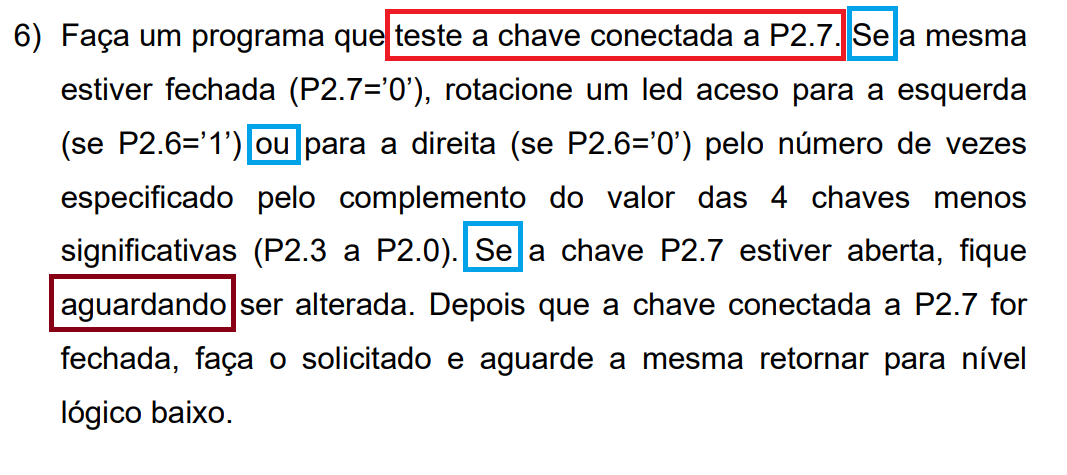 6) Faça um programa que teste a chave conectada a P2.7. Se a mesma
estiver fechada (P2.7='0'), rotacione um led aceso para a esquerda
(se P2.6='1') ou para a direita (se P2.6='0') pelo número de vezes
especificado pelo complemento do valor das 4 chaves menos
significativas (P2.3 a P2.0). Se a chave P2.7 estiver aberta, fique
aguardando ser alterada. Depois que a chave conectada a P2.7 for
fechada, faça o solicitado e aguarde a mesma retornar para nível
lógico baixo.